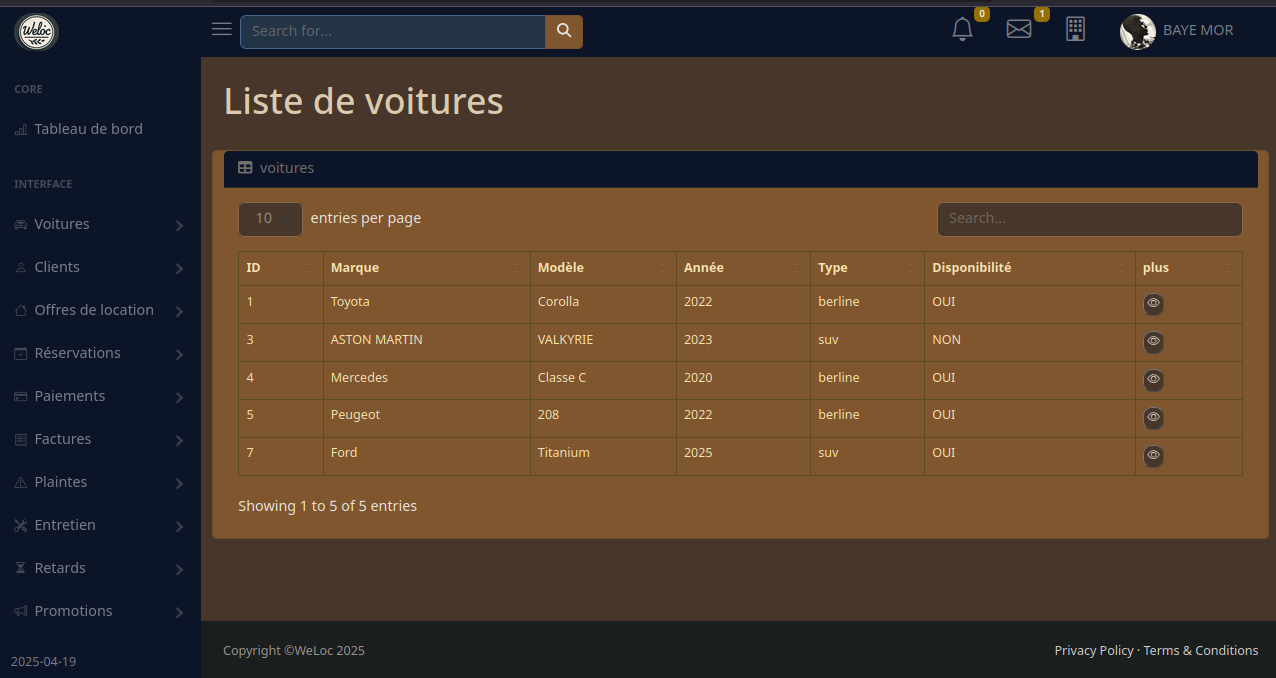 Weloc
Search for...
0
1
BAYE MOR
CORE
Tableau de bord
INTERFACE
Voitures
Clients
Offres de location
Réservations
Paiements
Factures
Plaintes
Entretien
Retards
Promotions
2025-04-19
Liste de voitures
voitures
10 entries per page
Search...
ID Marque Modèle Année Type Disponibilité plus
1 Toyota Corolla 2022 berline OUI
3 ASTON MARTIN VALKYRIE 2023 suv NON
4 Mercedes Classe C 2020 berline OUI
5 Peugeot 208 2022 berline OUI
7 Ford Titanium 2025 suv OUI
Showing 1 to 5 of 5 entries
Copyright ©WeLoc 2025
Privacy Policy · Terms & Conditions